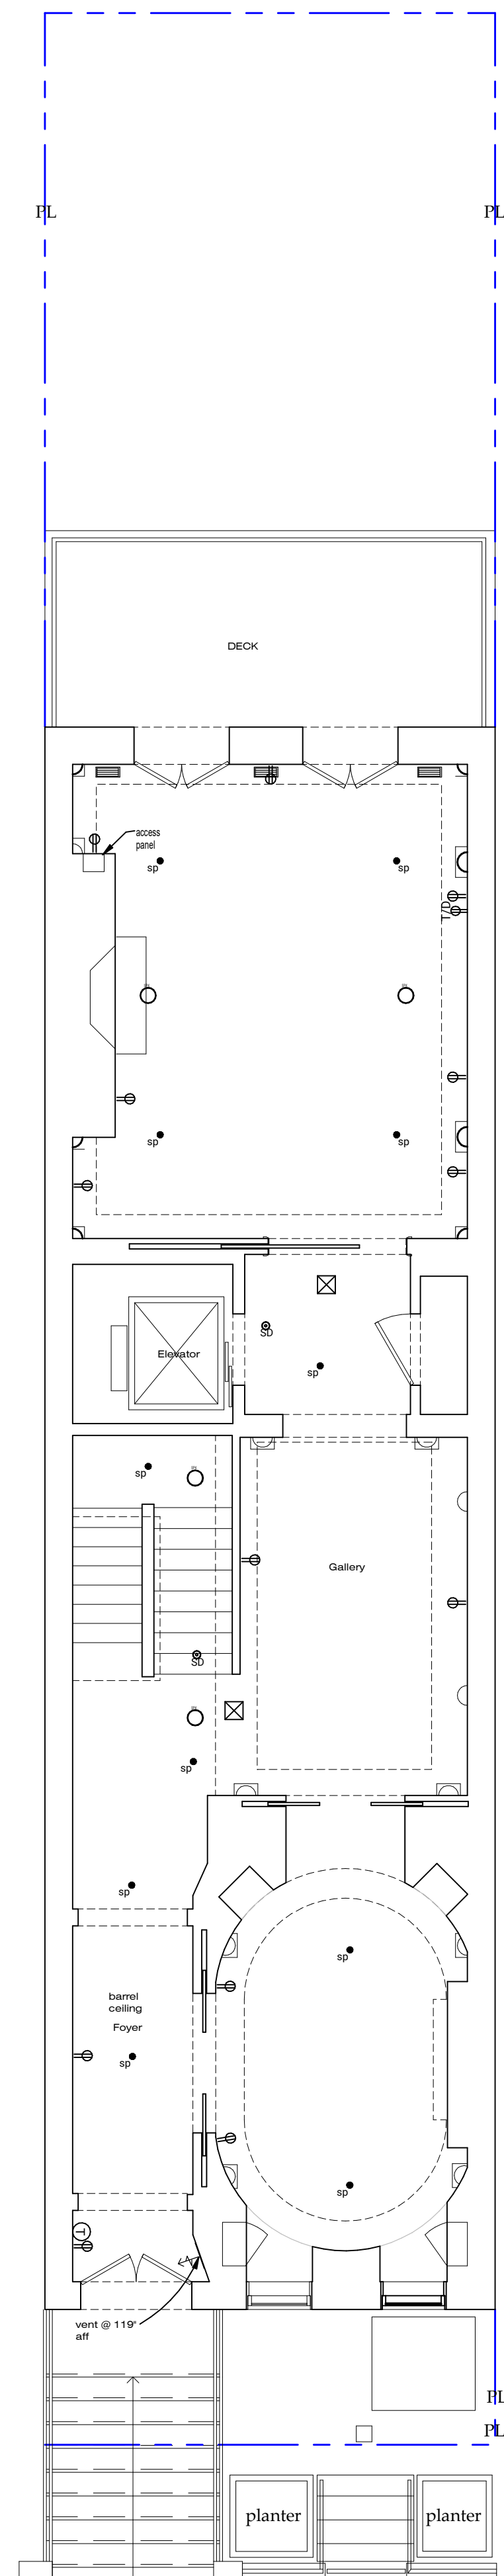 PL
PL
DECK
access
panel
sp
sp
T/D
sp
sp
SD
Elevator
sp
sp
Gallery
SD
sp
sp
sp
barrel
ceiling
Foyer
sp
sp
T
vent @ 119"
aff
PL
PL
planter
planter